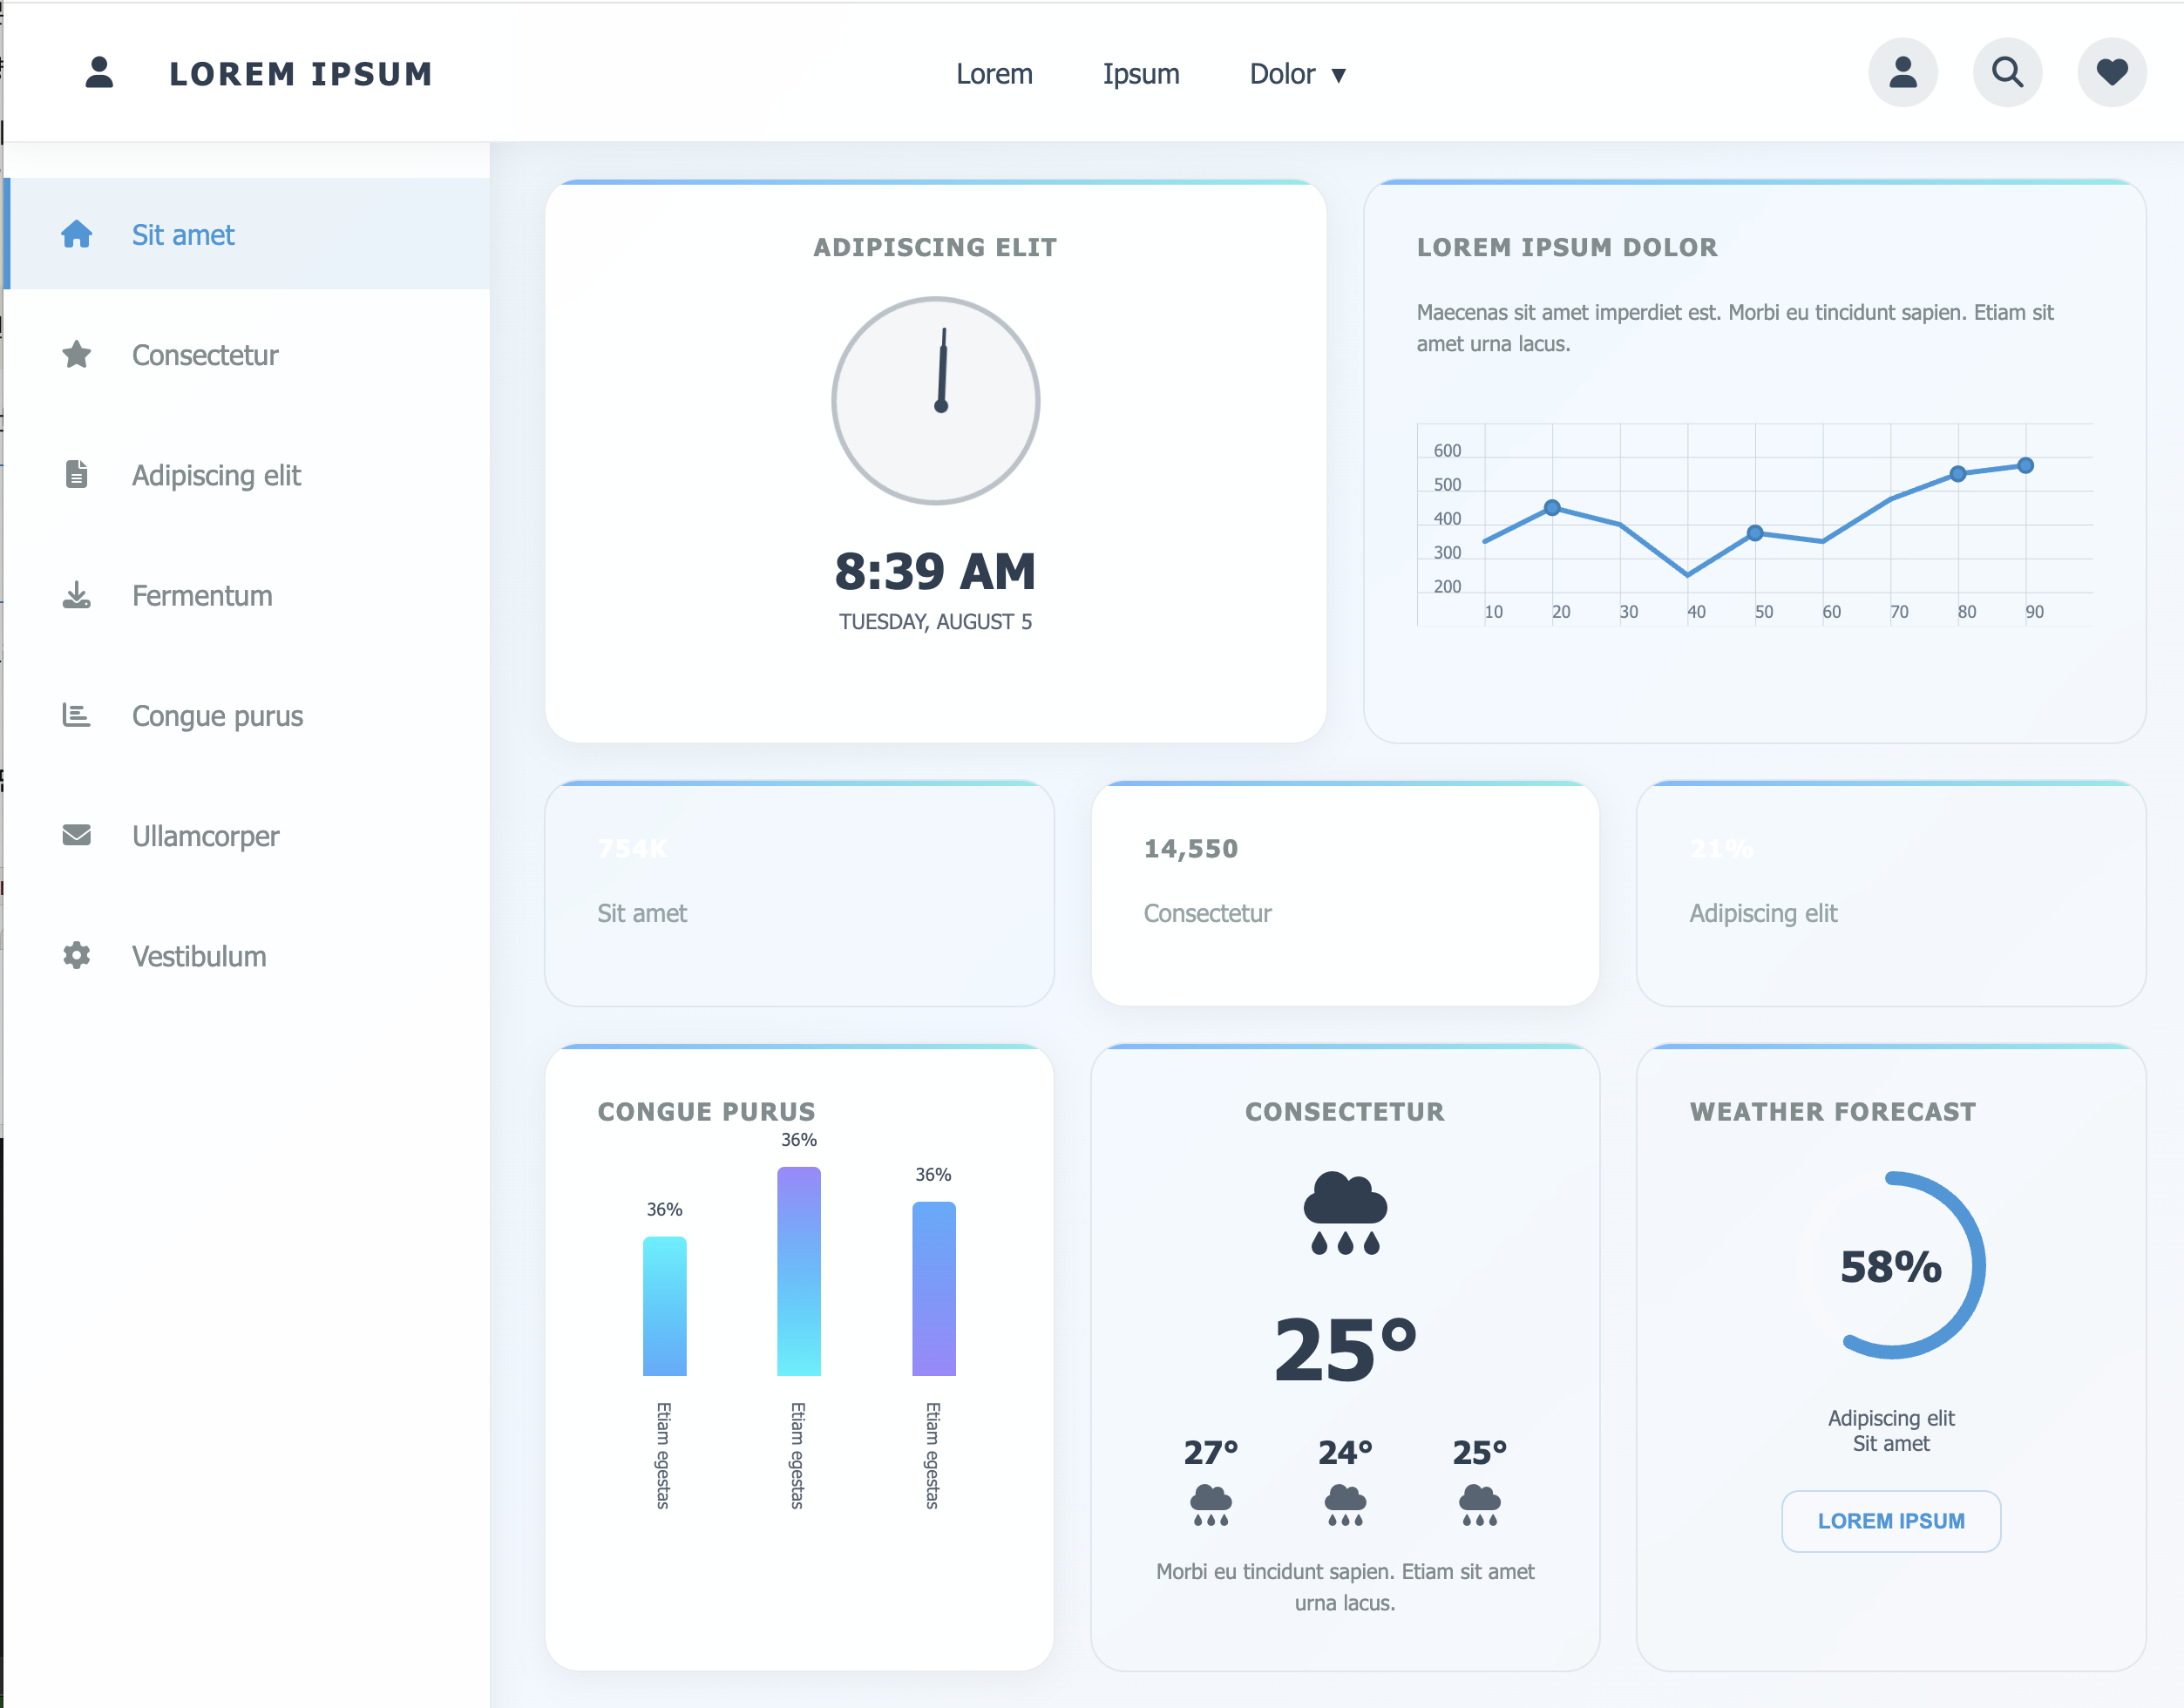 LOREM IPSUM
Lorem Ipsum Dolor ▼
Sit amet
Consectetur
Adipiscing elit
Fermentum
Congue purus
Ullamcorper
Vestibulum
ADIPISCING ELIT
8:39 AM
TUESDAY, AUGUST 5
LOREM IPSUM DOLOR
Maecenas sit amet imperdiet est. Morbi eu tincidunt sapien. Etiam sit
amet urna lacus.
600
500
400
300
200
10 20 30 40 50 60 70 80 90
754K
Sit amet
14,550
Consectetur
21%
Adipiscing elit
CONGUE PURUS
36%
36%
36%
Etiam egestas
Etiam egestas
Etiam egestas
CONSECTETUR
25°
27° 24° 25°
Morbi eu tincidunt sapien. Etiam sit amet
urna lacus.
WEATHER FORECAST
58%
Adipiscing elit
Sit amet
LOREM IPSUM